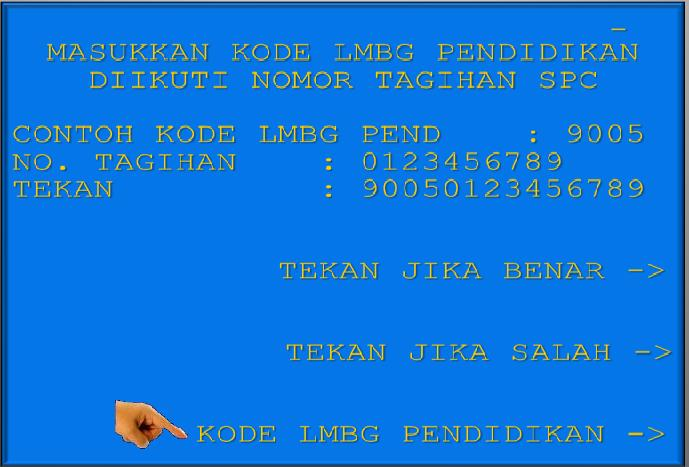 MASUKKAN KODE LMBG PENDIDIKAN
DIIKUTI NOMOR TAGIHAN SPC
CONTOH KODE LMBG PEND : 9005
NO. TAGIHAN : 0123456789
TEKAN : 90050123456789
TEKAN JIKA BENAR ->
TEKAN JIKA SALAH ->
KODE LMBG PENDIDIKAN ->